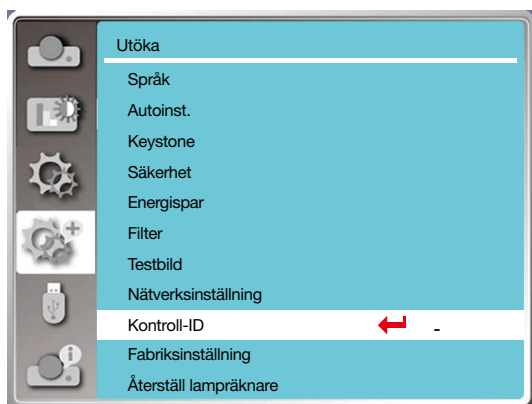 Utöka
Språk
Autoinst.
Keystone
Säkerhet
Energispar
Filter
Testbild
Nätverksinställning
Kontroll-ID -
Fabriksinställning
Återställ lampräknare